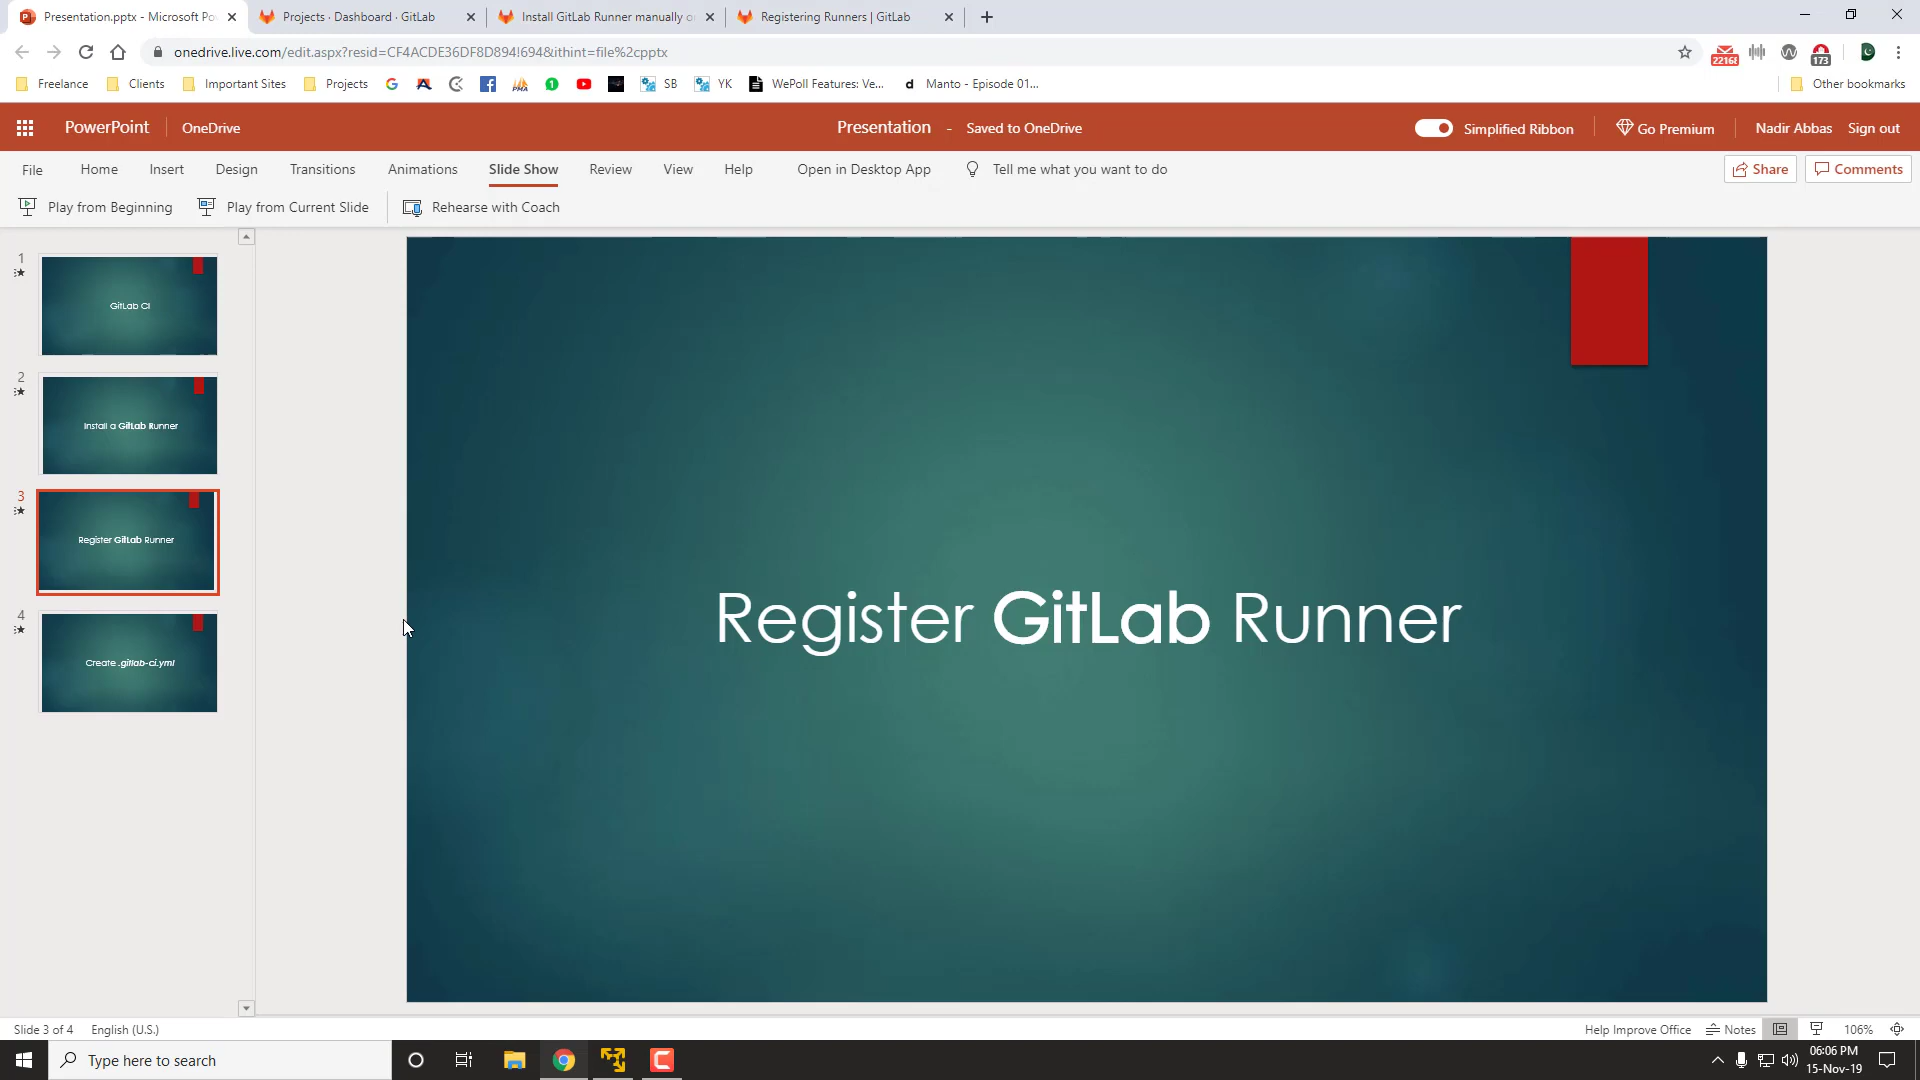 Presentation.pptx - Microsoft Po
Projects · Dashboard · GitLab
Install GitLab Runner manually o
Registering Runners | GitLab
onedrive.live.com/edit.aspx?resid=CF4ACDE36DF8D894!694&ithint=file%2cpptx
22168
173
Freelance
Clients
Important Sites
Projects
SB
YK
WePoll Features: Ve...
Manto - Episode 01...
Other bookmarks
PowerPoint
OneDrive
Presentation - Saved to OneDrive
Simplified Ribbon
Go Premium
Nadir Abbas
Sign out
File
Home
Insert
Design
Transitions
Animations
Slide Show
Review
View
Help
Open in Desktop App
Tell me what you want to do
Share
Comments
Play from Beginning
Play from Current Slide
Rehearse with Coach
1
GitLab CI
2
Install a GitLab Runner
3
Register GitLab Runner
4
Create .gitlab-ci.yml
Register GitLab Runner
Slide 3 of 4
English (U.S.)
Help Improve Office
Notes
106%
Type here to search
06:06 PM
15-Nov-19